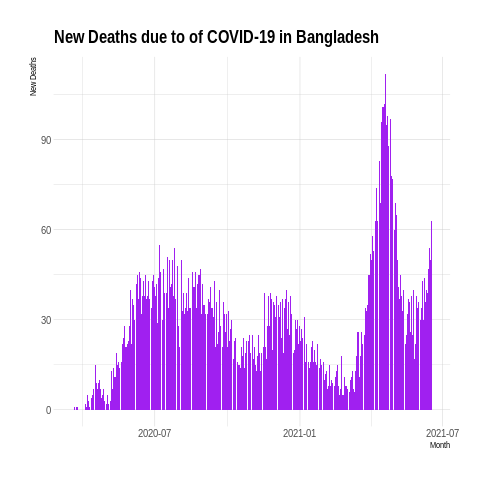 New Deaths due to of COVID-19 in Bangladesh
New Deaths
90
60
30
0
2020-07
2021-01
2021-07
Month